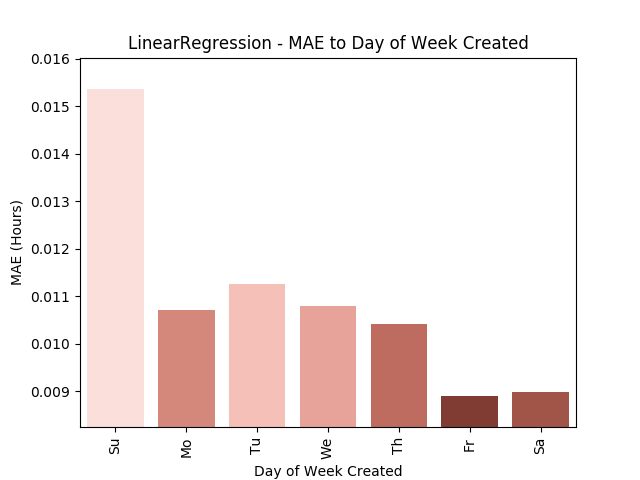 LinearRegression - MAE to Day of Week Created
0.016
0.015
0.014
0.013
0.012
0.011
0.010
0.009
MAE (Hours)
Su
Mo
Tu
We
Th
Fr
Sa
Day of Week Created